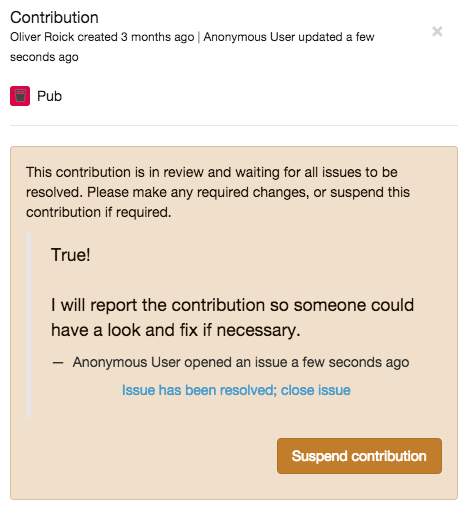 Contribution
Oliver Roick created 3 months ago | Anonymous User updated a few
seconds ago
×
Pub
This contribution is in review and waiting for all issues to be
resolved. Please make any required changes, or suspend this
contribution if required.
True!
I will report the contribution so someone could
have a look and fix if necessary.
— Anonymous User opened an issue a few seconds ago
Issue has been resolved; close issue
Suspend contribution